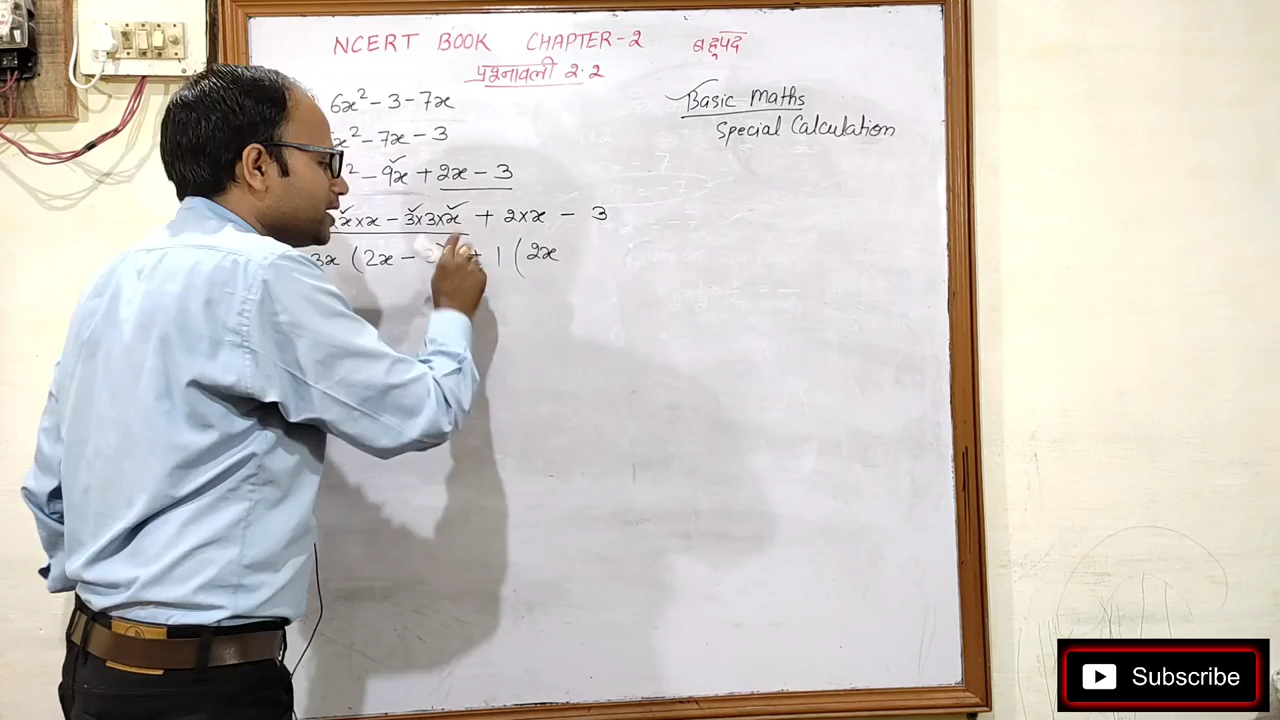 NCERT BOOK CHAPTER-2 बहुपद
प्रश्नावली 2.2
6x² - 3 - 7x
Basic Maths
x² - 7x - 3
Special Calculation
² - 9x + 2x - 3
x×x - 3×3×x + 2×x - 3
3x (2x - + 1 (2x
Subscribe